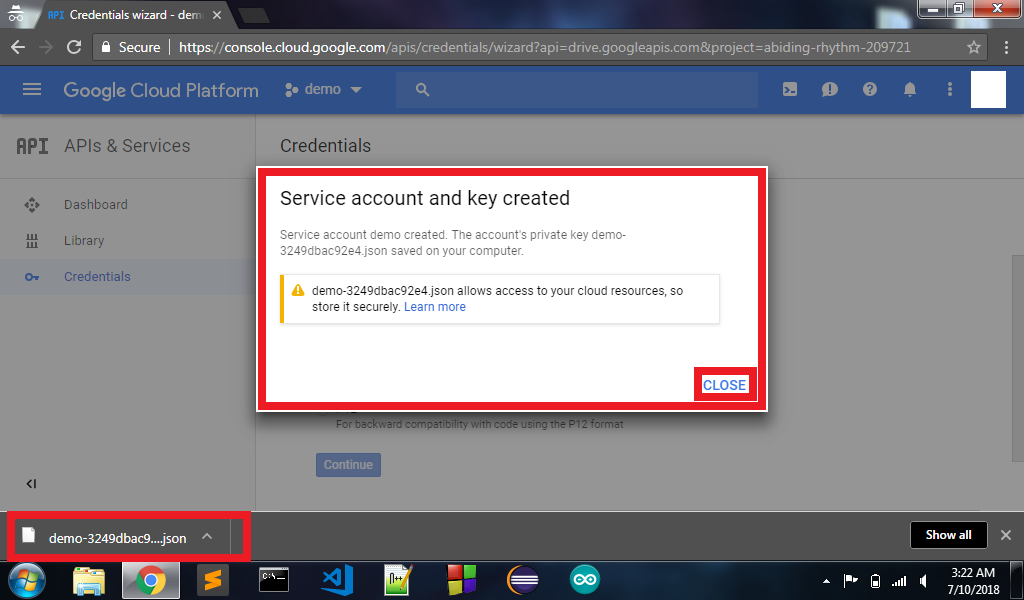 API Credentials wizard - dem
Secure https://console.cloud.google.com/apis/credentials/wizard?api=drive.googleapis.com&project=abiding-rhythm-209721
Google Cloud Platform
demo
API APIs & Services
Credentials
Dashboard
Library
Credentials
Service account and key created
Service account demo created. The account's private key demo-
3249dbac92e4.json saved on your computer.
demo-3249dbac92e4.json allows access to your cloud resources, so
store it securely. Learn more
CLOSE
For backward compatibility with code using the P12 format
Continue
demo-3249dbac9....json
Show all
C:\_
3:22 AM
7/10/2018